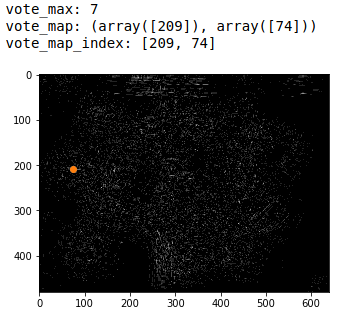 vote_max: 7
vote_map: (array([209]), array([74]))
vote_map_index: [209, 74]
0
100
200
300
400
0 100 200 300 400 500 600